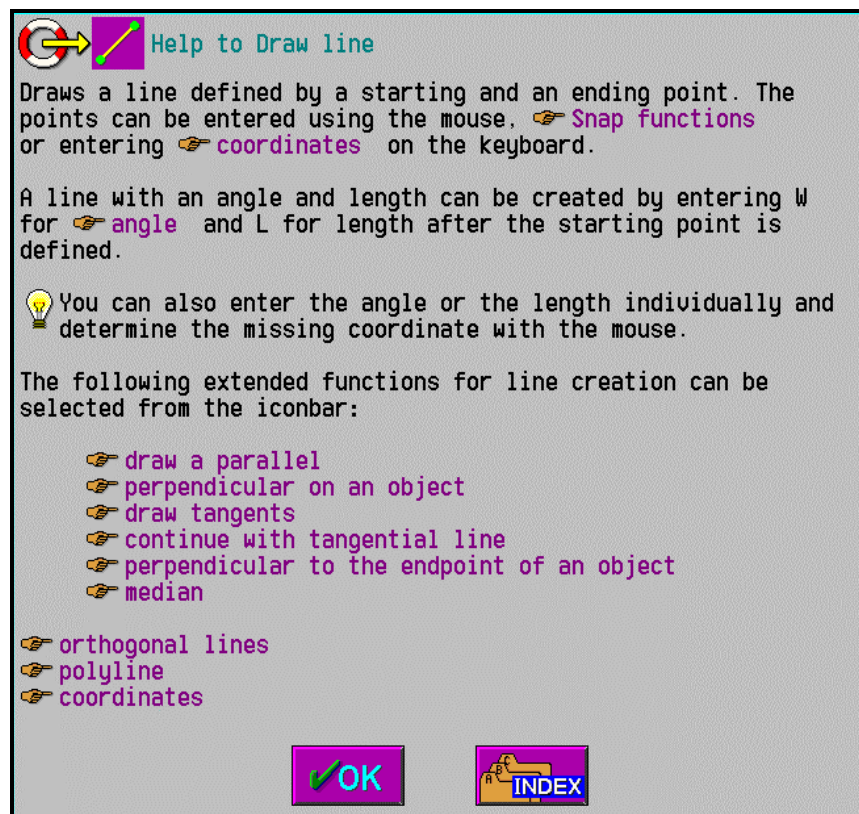 Help to Draw line
Draws a line defined by a starting and an ending point. The
points can be entered using the mouse, Snap functions
or entering coordinates on the keyboard.
A line with an angle and length can be created by entering W
for angle and L for length after the starting point is
defined.
You can also enter the angle or the length individually and
determine the missing coordinate with the mouse.
The following extended functions for line creation can be
selected from the iconbar:
draw a parallel
perpendicular on an object
draw tangents
continue with tangential line
perpendicular to the endpoint of an object
median
orthogonal lines
polyline
coordinates
OK
A B C
INDEX